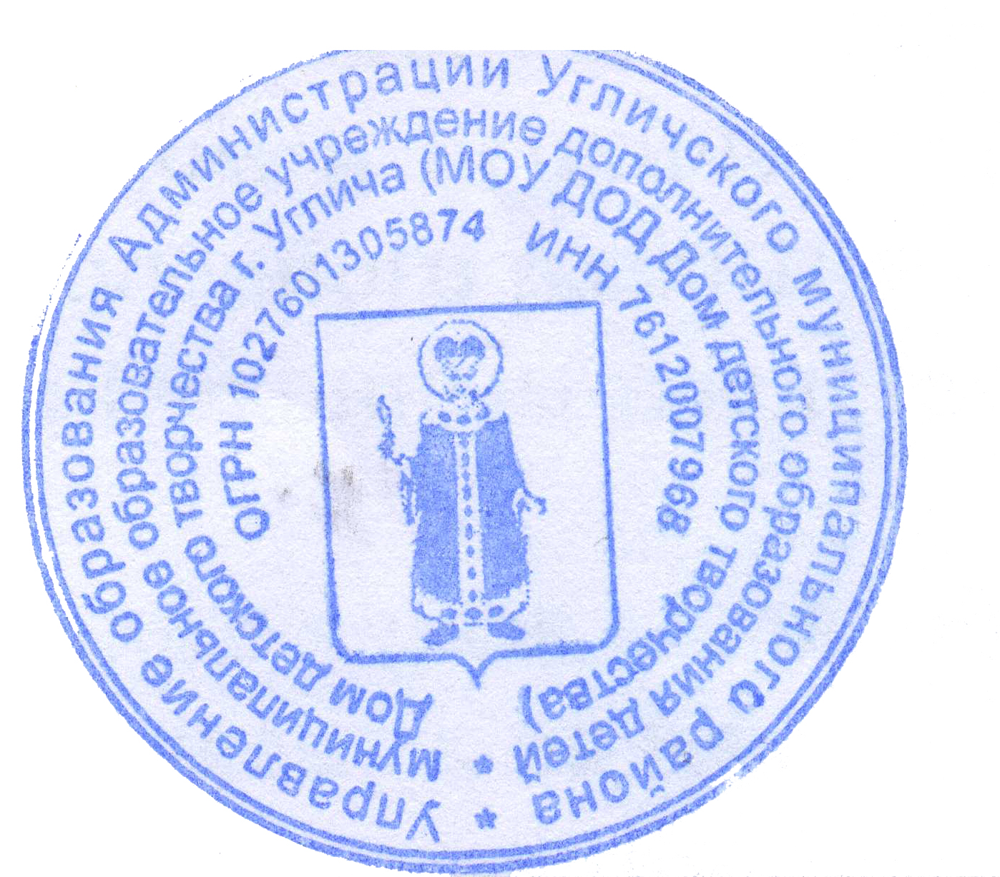 Управление образования Администрации Угличского муниципального района *
муниципальное образовательное учреждение дополнительного образования детей *
Дом детского творчества г. Углича (МОУ ДОД Дом детского творчества)
ОГРН 1027601305874 ИНН 7612007968